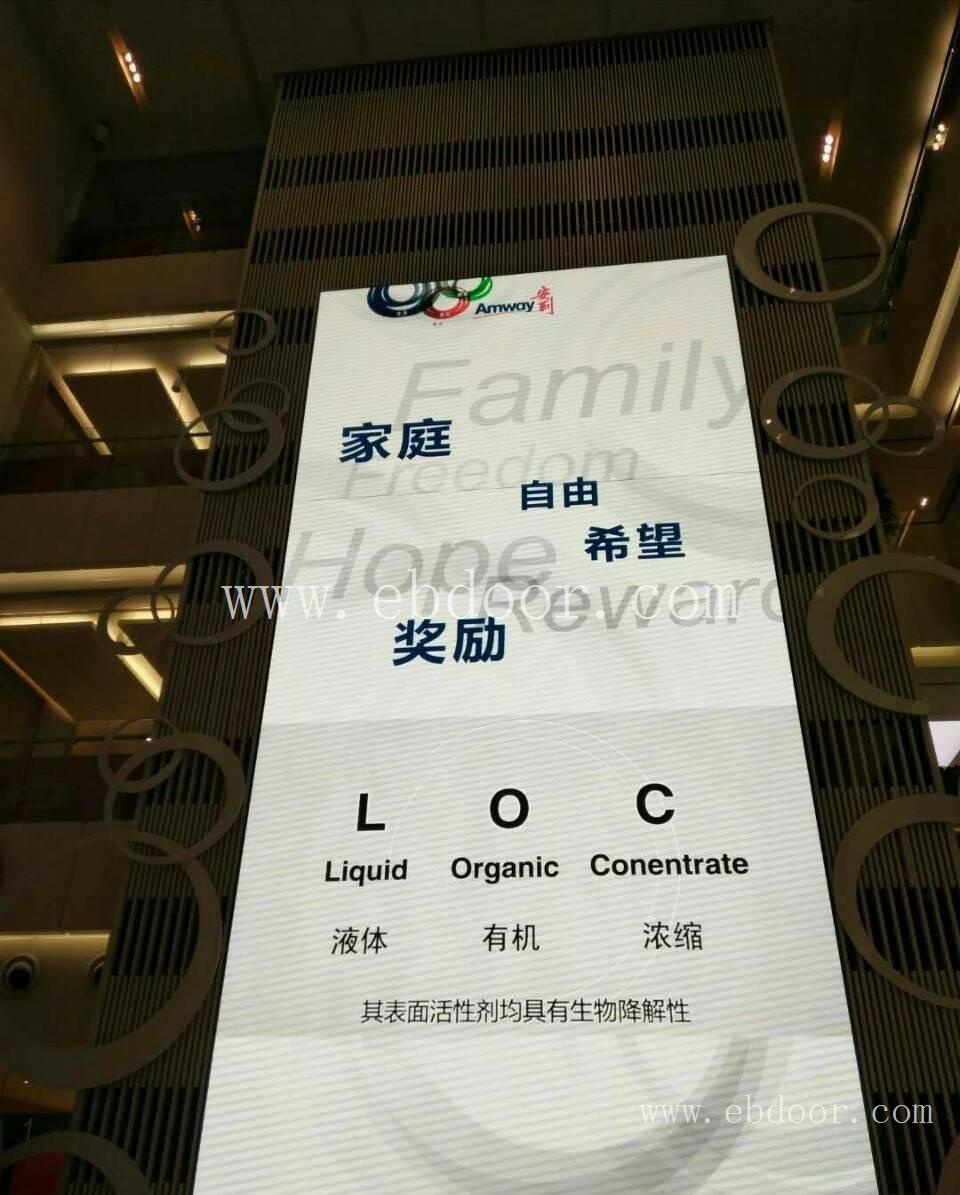 Amway 安利
Family
家庭
Freedom
自由
Hope
希望
www.ebdoor.com
Reward
奖励
L O C
Liquid Organic Conentrate
液体 有机 浓缩
其表面活性剂均具有生物降解性
www.ebdoor.com